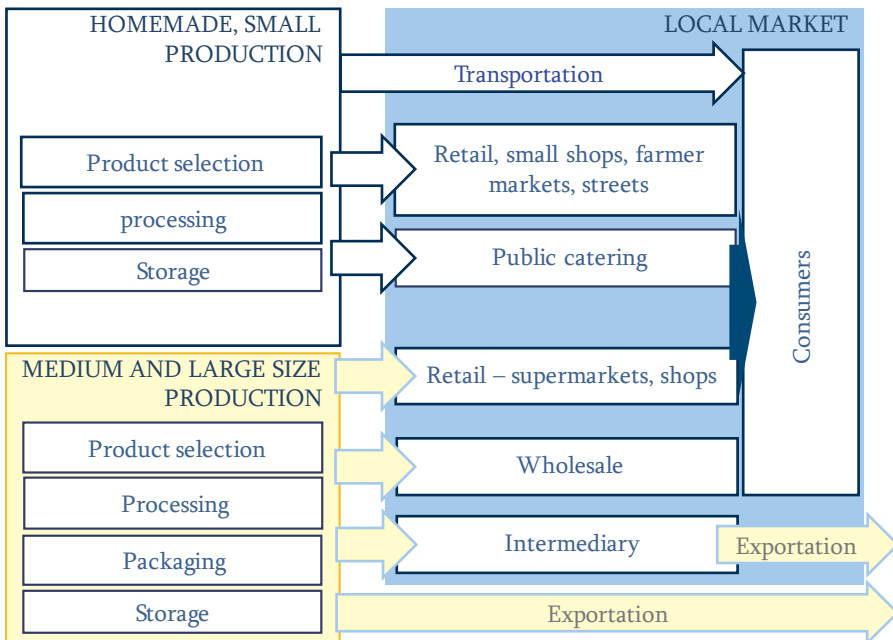 HOMEMADE, SMALL
PRODUCTION
Product selection
processing
Storage
MEDIUM AND LARGE SIZE
PRODUCTION
Product selection
Processing
Packaging
Storage
LOCAL MARKET
Transportation
Retail, small shops, farmer
markets, streets
Public catering
Retail – supermarkets, shops
Wholesale
Intermediary
Consumers
Exportation
Exportation